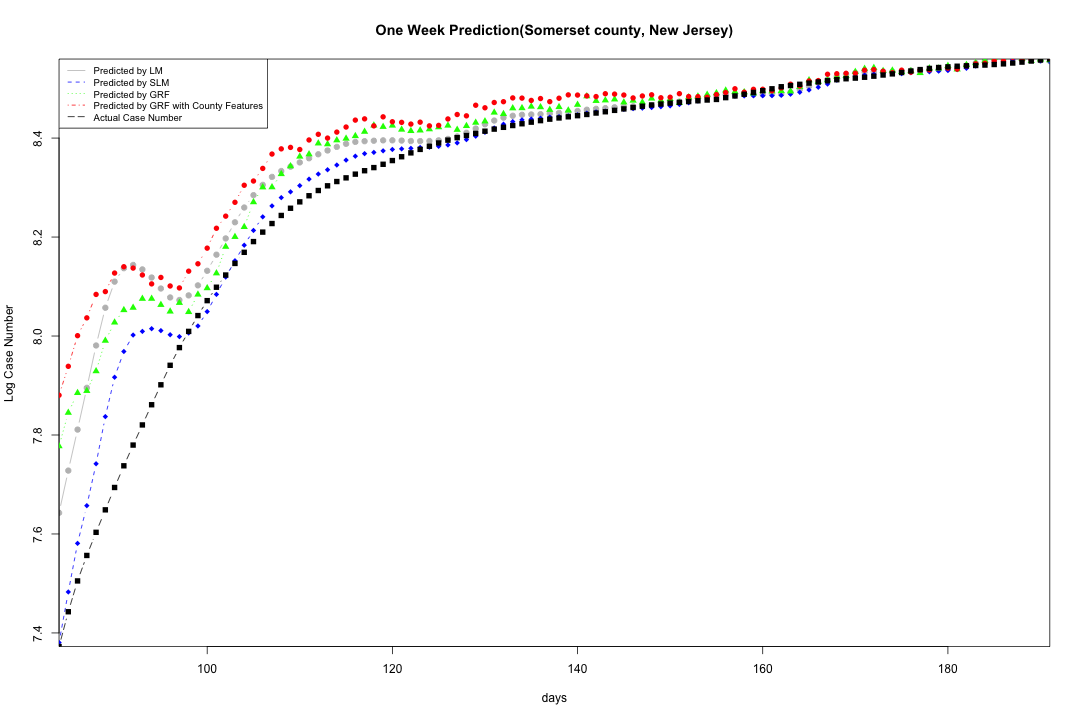 One Week Prediction(Somerset county, New Jersey)
Predicted by LM
Predicted by SLM
Predicted by GRF
Predicted by GRF with County Features
Actual Case Number
Log Case Number
8.4
8.2
8.0
7.8
7.6
7.4
100 120 140 160 180
days